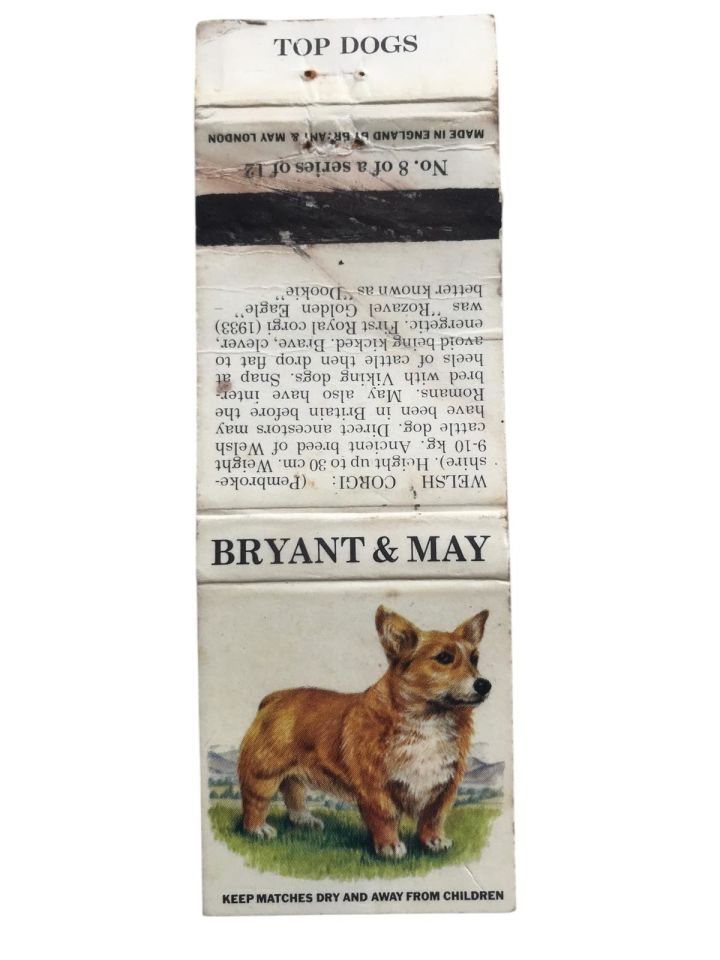 TOP DOGS
MADE IN ENGLAND BY BRYANT & MAY LONDON
No. 8 of a series of 12
WELSH CORGI: (Pembroke-
shire). Height up to 30 cm. Weight
9-10 kg. Ancient breed of Welsh
cattle dog. Direct ancestors may
have been in Britain before the
Romans. May also have inter-
bred with Viking dogs. Snap at
heels of cattle then drop flat to
avoid being kicked. Brave, clever,
energetic. First Royal corgi (1933)
was "Rozavel Golden Eagle" –
better known as "Dookie"
BRYANT & MAY
KEEP MATCHES DRY AND AWAY FROM CHILDREN